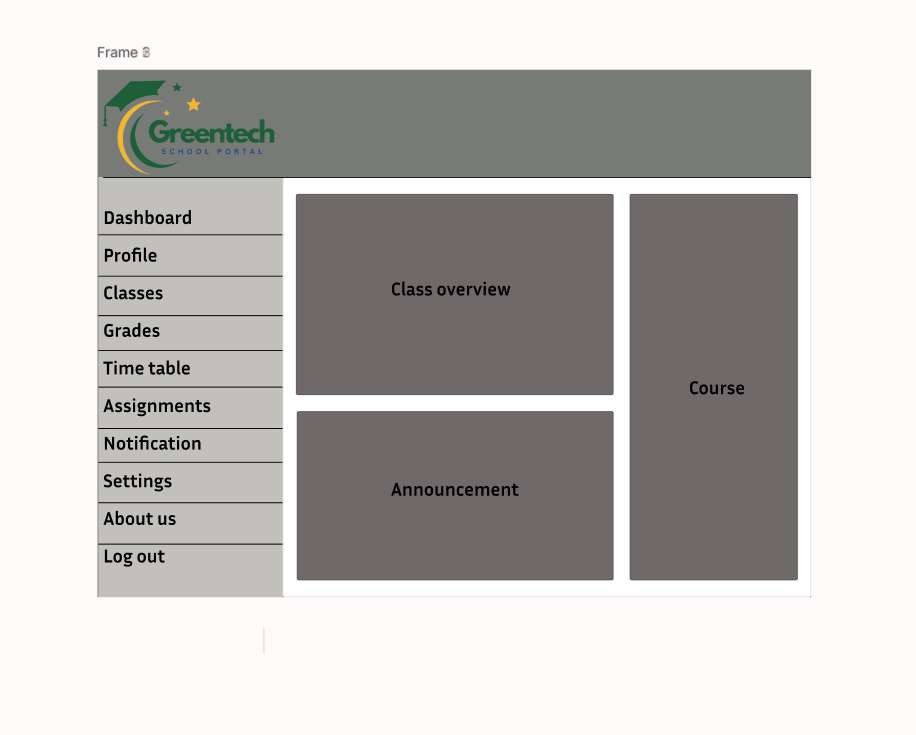 Frame
Greentech
SCHOOL PORTAL
Dashboard
Profile
Classes
Grades
Time table
Assignments
Notification
Settings
About us
Log out
Class overview
Announcement
Course